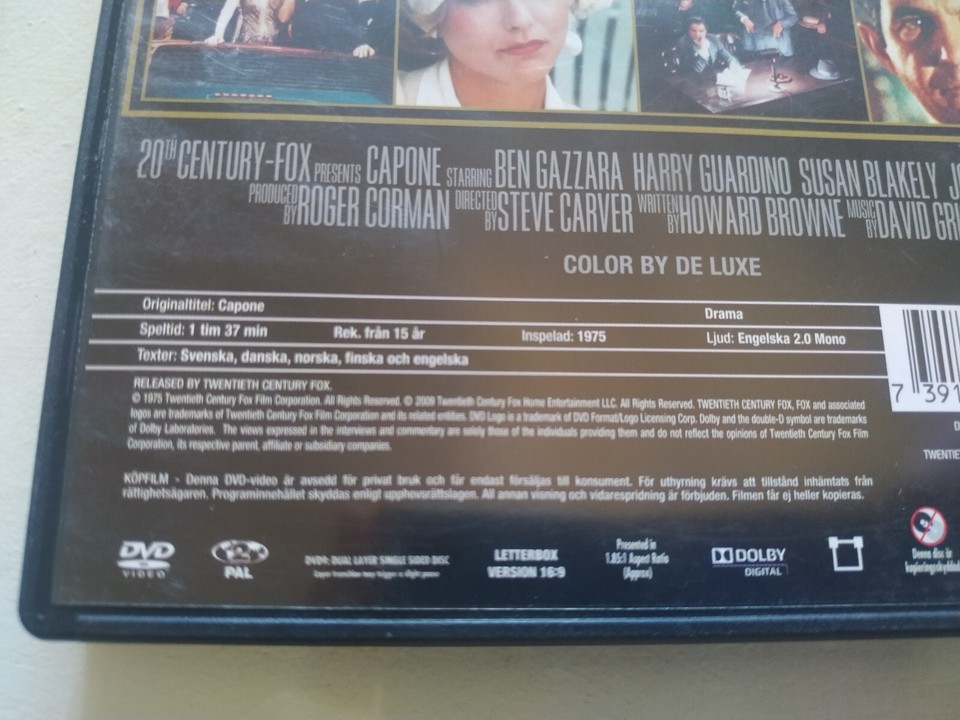 20TH CENTURY-FOX PRESENTS CAPONE STARRING BEN GAZZARA HARRY GUARDINO SUSAN BLAKELY
PRODUCED BY ROGER CORMAN DIRECTED BY STEVE CARVER WRITTEN BY HOWARD BROWNE MUSIC BY DAVID
COLOR BY DE LUXE
Originaltitel: Capone Drama
Speltid: 1 tim 37 min Rek. från 15 år Inspelad: 1975 Ljud: Engelska 2.0 Mono
Texter: Svenska, danska, norska, finska och engelska
7 391
RELEASED BY TWENTIETH CENTURY FOX.
© 1975 Twentieth Century Fox Film Corporation. All Rights Reserved. © 2009 Twentieth Century Fox Home Entertainment LLC. All Rights Reserved. TWENTIETH CENTURY FOX, FOX and associated
logos are trademarks of Twentieth Century Fox Film Corporation and its related entities. DVD Logo is a trademark of DVD Format/Logo Licensing Corp. Dolby and the double-D symbol are trademarks
of Dolby Laboratories. The views expressed in the interviews and commentary are solely those of the individuals providing them and do not reflect the opinions of Twentieth Century Fox Film
Corporation, its respective parent, affiliate or subsidiary companies.
KÖPFILM - Denna DVD-video är avsedd för privat bruk och får endast försäljas till konsument. För uthyrning krävs att tillstånd inhämtats från
rättighetsägaren. Programinnehållet skyddas enligt upphovsrättslagen. All annan visning och vidarespridning är förbjuden. Filmen får ej heller kopieras.
DVD VIDEO
PAL
DVD9: DUAL LAYER SINGLE SIDED DISC
Layer transition may trigger a slight pause
LETTERBOX
VERSION 16:9
Presented in
1.85:1 Aspect Ratio
(Approx)
DOLBY
DIGITAL
Denna disc är